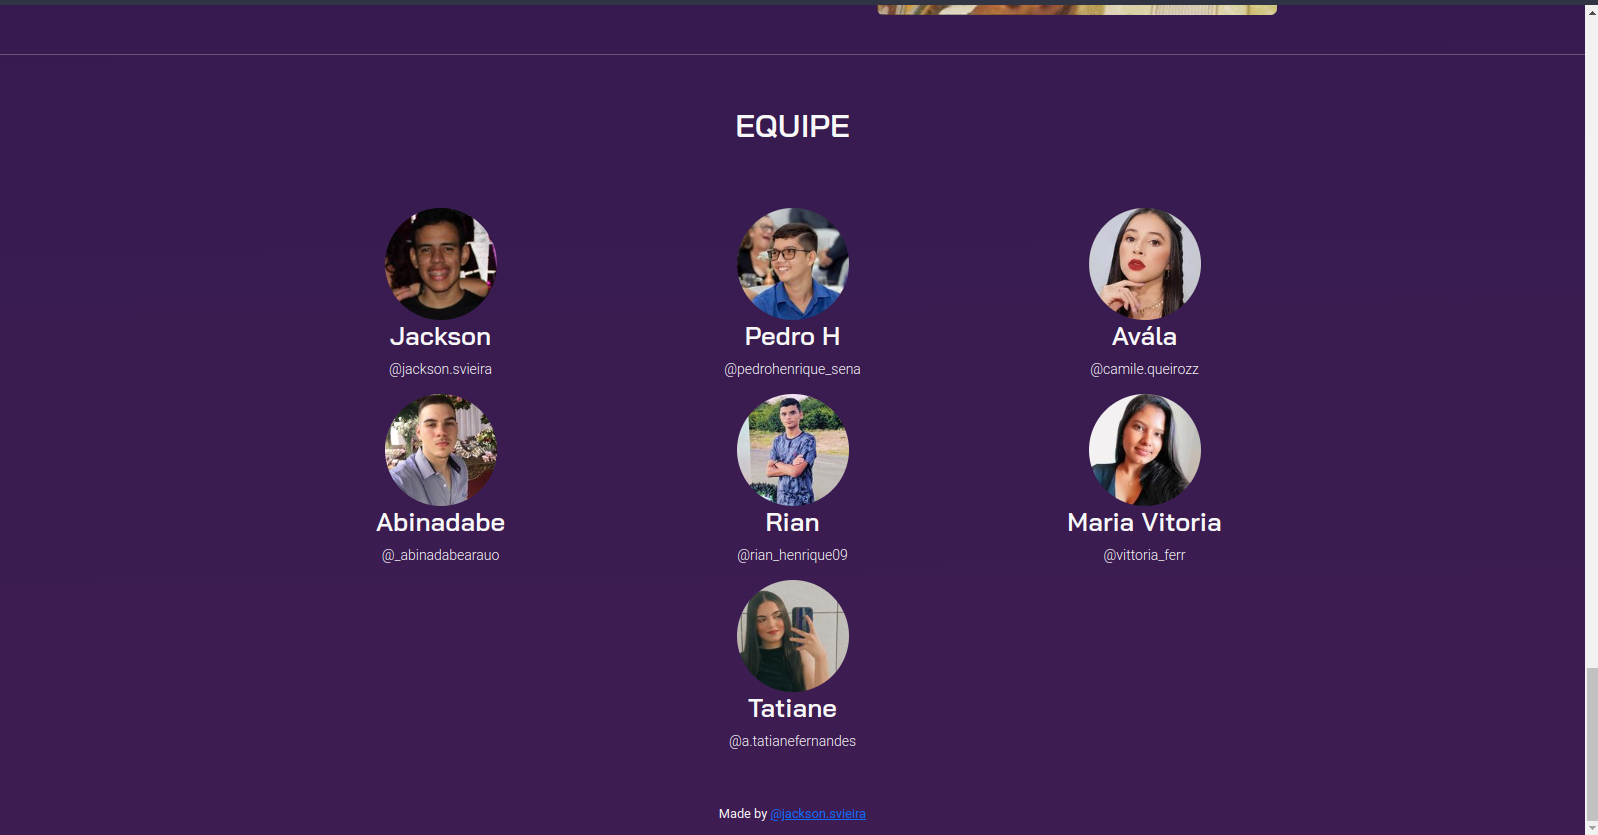 EQUIPE
Jackson
@jackson.svieira
Pedro H
@pedrohenrique_sena
Avála
@camile.queirozz
Abinadabe
@_abinadabearauo
Rian
@rian_henrique09
Maria Vitoria
@vittoria_ferr
Tatiane
@a.tatianefernandes
Made by @jackson.svieira